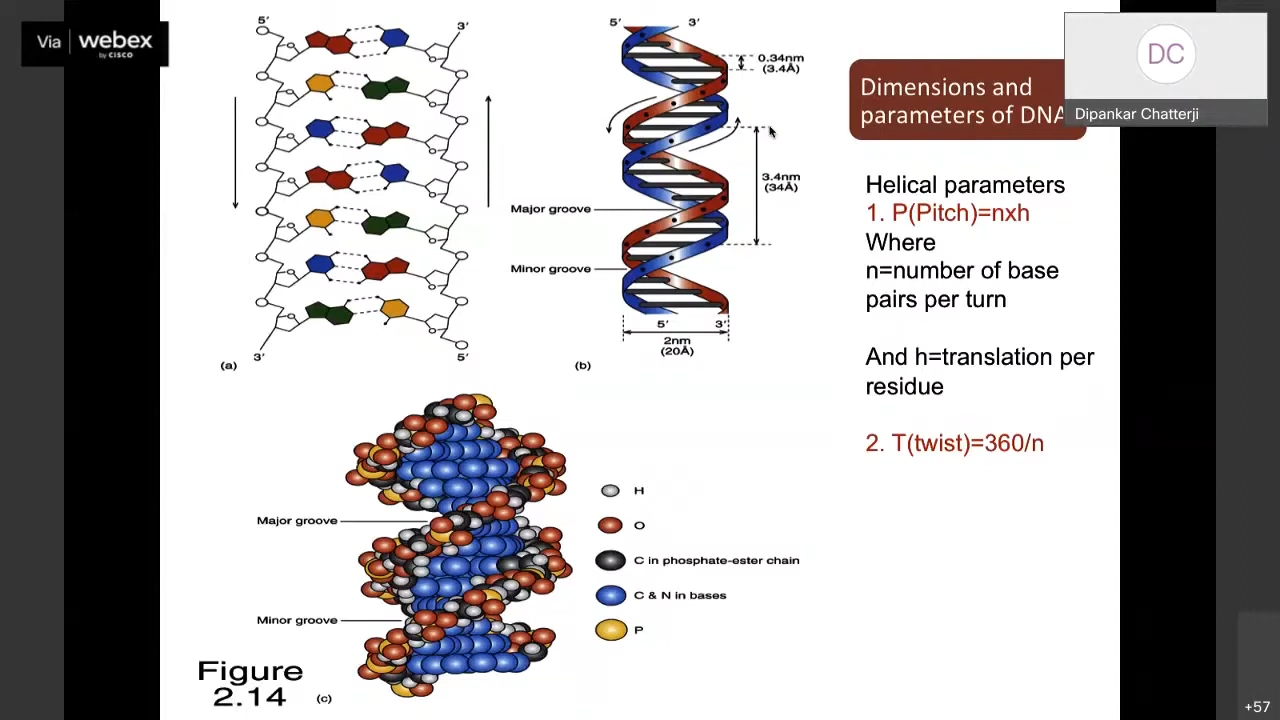 Via webex
by CISCO
5'
3'
3'
5'
(a)
5'
3'
0.34nm
(3.4Å)
3.4nm
(34Å)
Major groove
Minor groove
5'
3'
2nm
(20Å)
(b)
Dimensions and
parameters of DNA
DC
Dipankar Chatterji
Helical parameters
1. P(Pitch)=nxh
Where
n=number of base
pairs per turn
And h=translation per
residue
2. T(twist)=360/n
Major groove
Minor groove
H
O
C in phosphate-ester chain
C & N in bases
P
Figure
2.14
(c)
+57